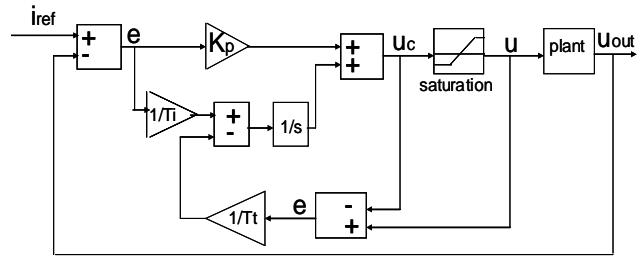 iref
+
-
e
Kp
+
+
uc
saturation
u
plant
uout
1/Ti
+
-
1/s
1/Tt
e
-
+